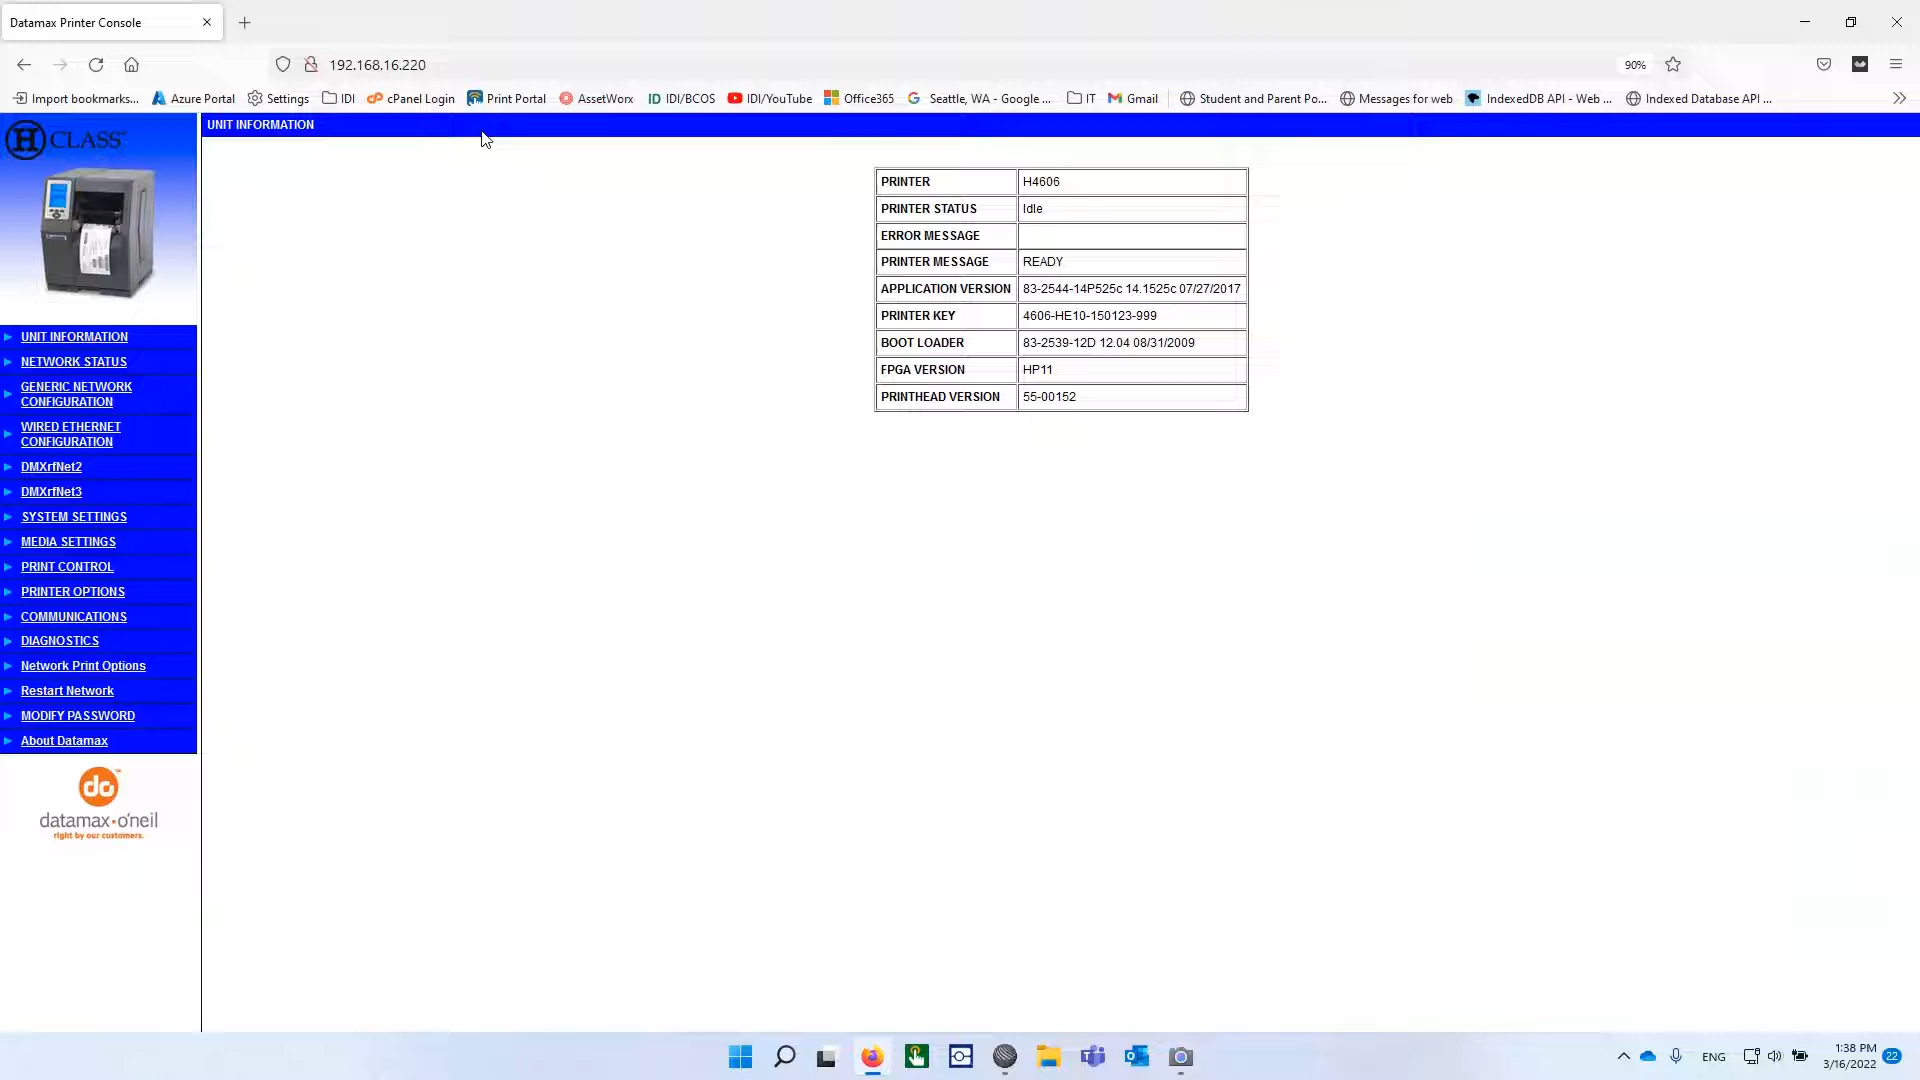 Datamax Printer Console
192.168.16.220
90%
Import bookmarks...
Azure Portal
Settings
IDI
cPanel Login
Print Portal
AssetWorx
ID IDI/BCOS
IDI/YouTube
Office365
Seattle, WA - Google ...
IT
Gmail
Student and Parent Po...
Messages for web
IndexedDB API - Web ...
Indexed Database API ...
H CLASS
UNIT INFORMATION
PRINTER H4606
PRINTER STATUS Idle
ERROR MESSAGE
PRINTER MESSAGE READY
APPLICATION VERSION 83-2544-14P525c 14.1525c 07/27/2017
PRINTER KEY 4606-HE10-150123-999
BOOT LOADER 83-2539-12D 12.04 08/31/2009
FPGA VERSION HP11
PRINTHEAD VERSION 55-00152
UNIT INFORMATION
NETWORK STATUS
GENERIC NETWORK
CONFIGURATION
WIRED ETHERNET
CONFIGURATION
DMXrfNet2
DMXrfNet3
SYSTEM SETTINGS
MEDIA SETTINGS
PRINT CONTROL
PRINTER OPTIONS
COMMUNICATIONS
DIAGNOSTICS
Network Print Options
Restart Network
MODIFY PASSWORD
About Datamax
do
datamax•o'neil
right by our customers.
ENG
1:38 PM
3/16/2022
22